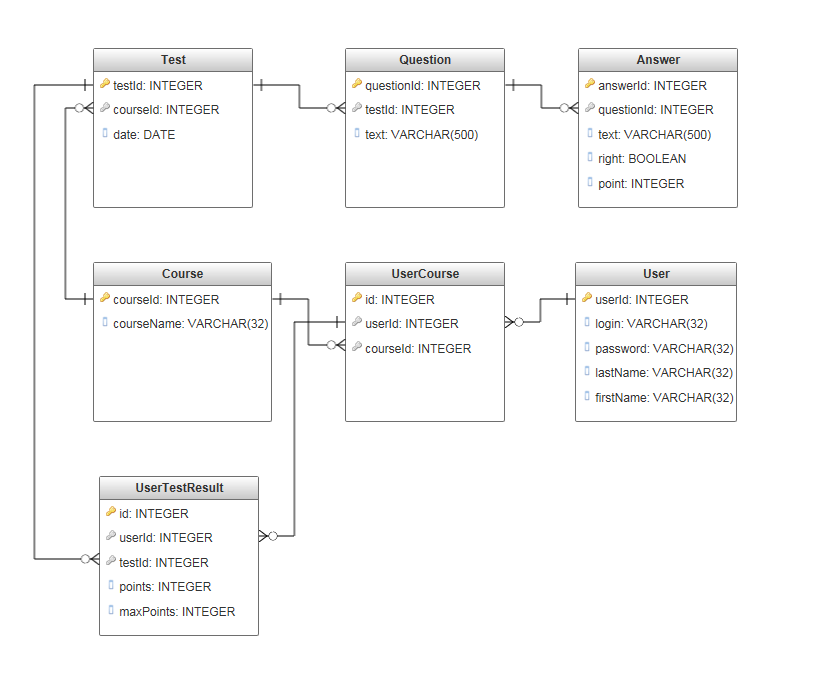 Test
testId: INTEGER
courseId: INTEGER
date: DATE
Question
questionId: INTEGER
testId: INTEGER
text: VARCHAR(500)
Answer
answerId: INTEGER
questionId: INTEGER
text: VARCHAR(500)
right: BOOLEAN
point: INTEGER
Course
courseId: INTEGER
courseName: VARCHAR(32)
UserCourse
id: INTEGER
userId: INTEGER
courseId: INTEGER
User
userId: INTEGER
login: VARCHAR(32)
password: VARCHAR(32)
lastName: VARCHAR(32)
firstName: VARCHAR(32)
UserTestResult
id: INTEGER
userId: INTEGER
testId: INTEGER
points: INTEGER
maxPoints: INTEGER